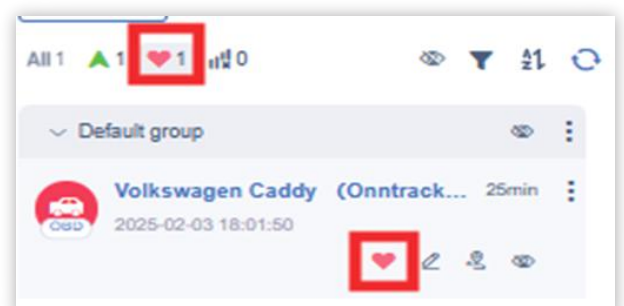 All 1 1 1 0
Default group
Volkswagen Caddy (Onntrack... 25min
OBD
2025-02-03 18:01:50